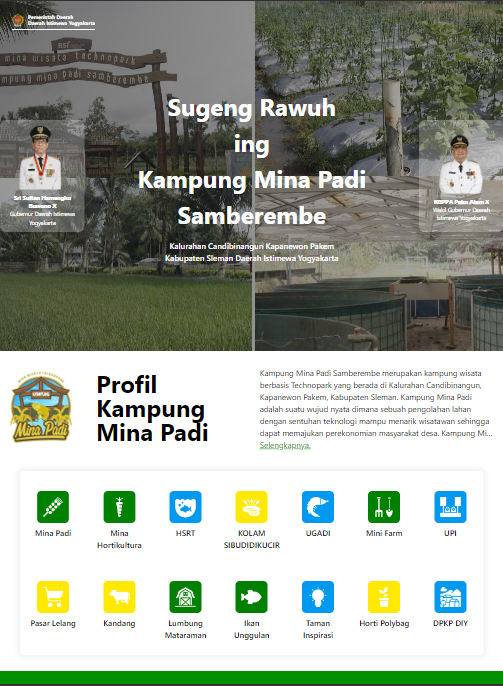 Pemerintah Daerah
Daerah Istimewa Yogyakarta
BSI
mina wisata technopark
kampung mina padi samberembe
Sugeng Rawuh
ing
Kampung Mina Padi
Samberembe
Kalurahan Candibinangun Kapanewon Pakem
Kabupaten Sleman Daerah Istimewa Yogyakarta
Sri Sultan Hamengku
Buwono X
Gubernur Daerah Istimewa
Yogyakarta
KGPPA Paku Alam X
Wakil Gubernur Daerah
Istimewa Yogyakarta
KAMPUNG
Mina Padi
Profil
Kampung
Mina Padi
Kampung Mina Padi Samberembe merupakan kampung wisata
berbasis Technopark yang berada di Kalurahan Candibinangun,
Kapanewon Pakem, Kabupaten Sleman. Kampung Mina Padi
adalah suatu wujud nyata dimana sebuah pengolahan lahan
dengan sentuhan teknologi mampu menarik wisatawan sehingga
dapat memajukan perekonomian masyarakat desa. Kampung Mi...
Selengkapnya.
Mina Padi
Mina
Hortikultura
HSRT
KOLAM
SIBUDIDIKUCIR
UGADI
Mini Farm
UPI
Pasar Lelang
Kandang
Lumbung
Mataraman
Ikan
Unggulan
Taman
Inspirasi
Horti Polybag
DPKP DIY